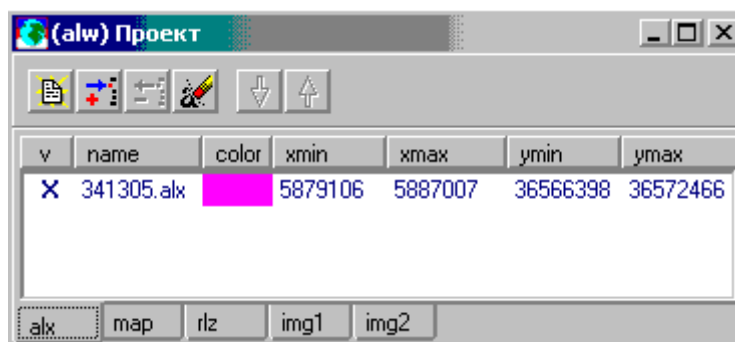 (alw) Проект
v name color xmin xmax ymin ymax
X 341305.alx 5879106 5887007 36566398 36572466
alx map rlz img1 img2